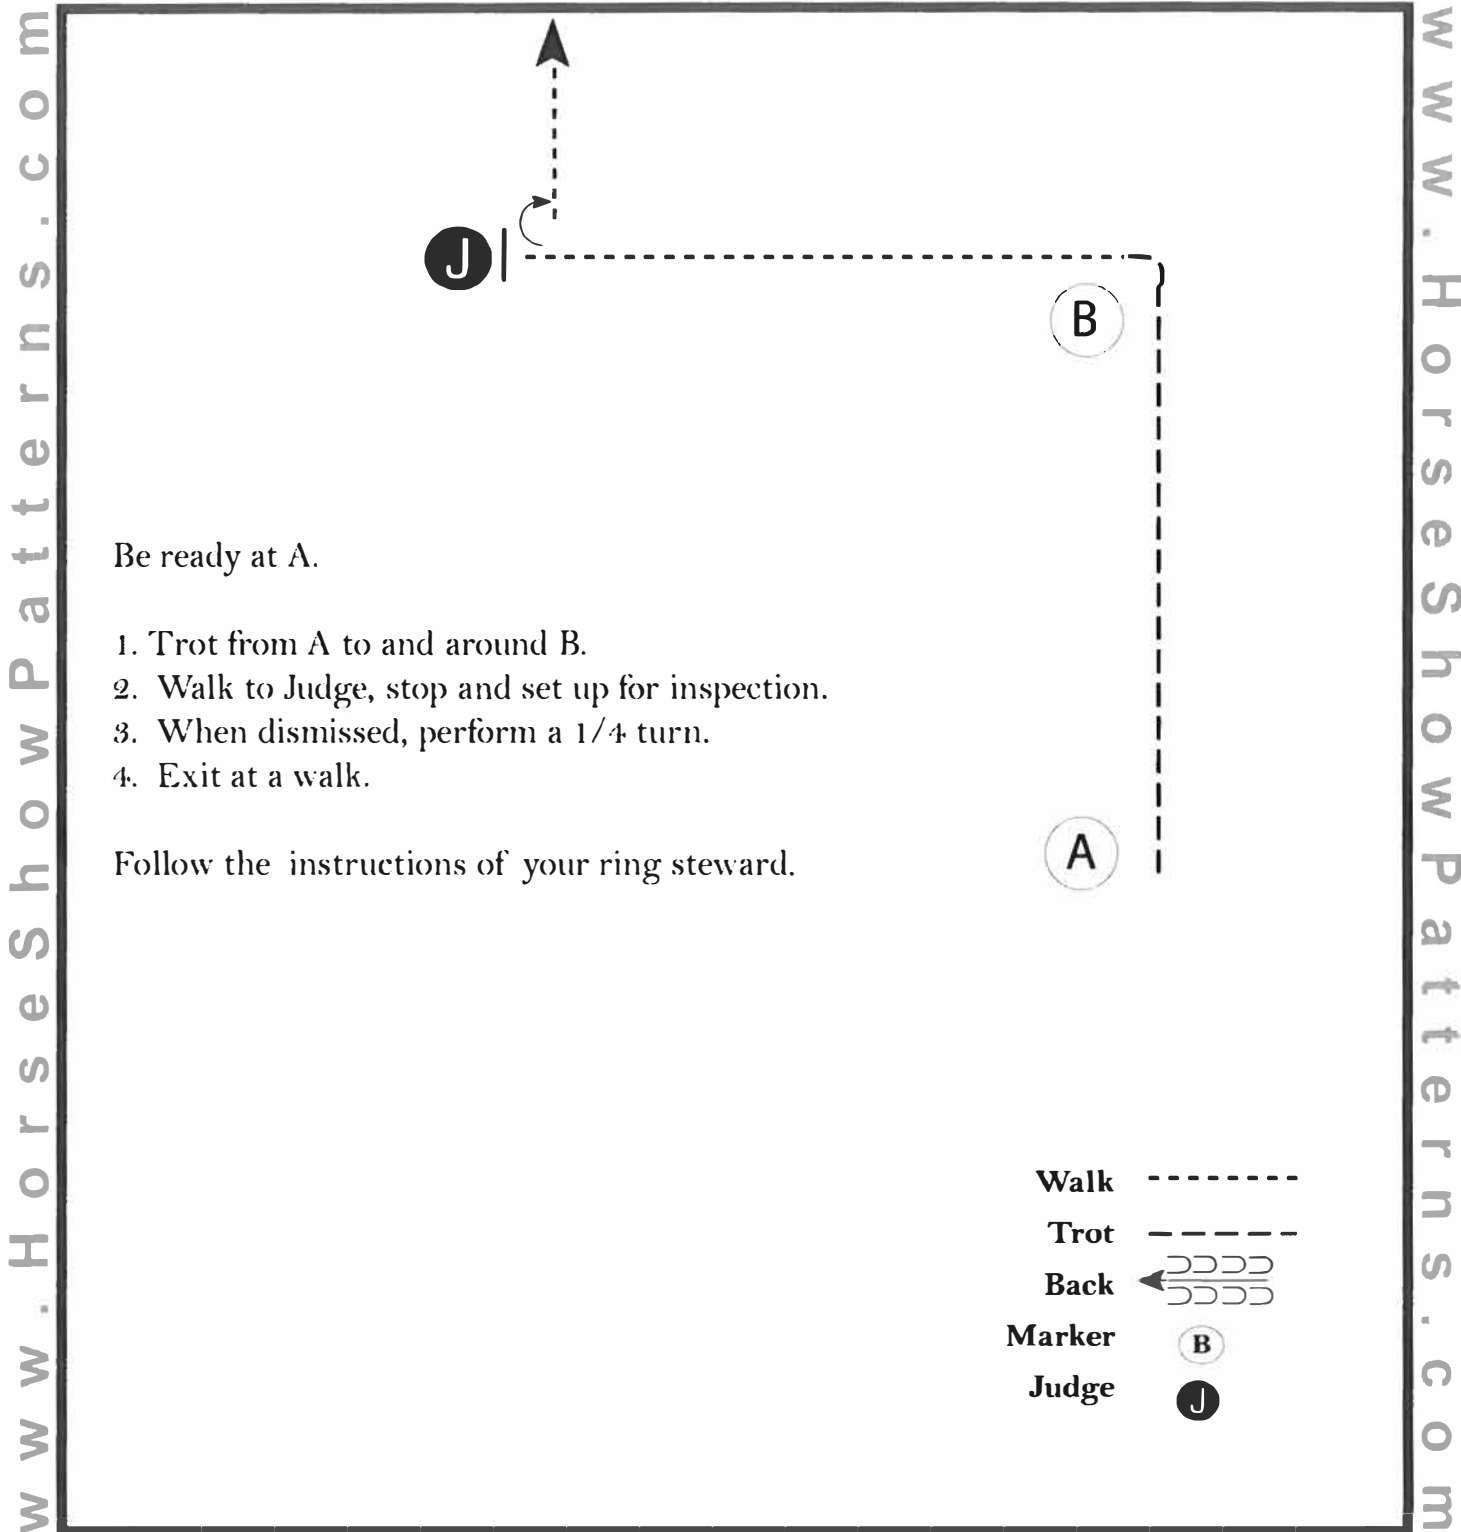 www.HorseShowPatterns.com
J
B
Be ready at A.
1. Trot from A to and around B.
2. Walk to Judge, stop and set up for inspection.
3. When dismissed, perform a 1/4 turn.
4. Exit at a walk.
Follow the instructions of your ring steward.
A
Walk
Trot
Back
Marker B
Judge J
www.HorseShowPatterns.com